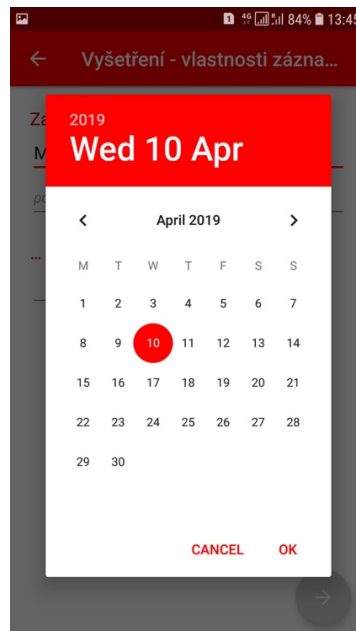 1 4G 84% 13:45
Vyšetření - vlastnosti zázna...
Za
2019
Wed 10 Apr
M
po
April 2019
M T W T F S S
1 2 3 4 5 6 7
8 9 10 11 12 13 14
...
15 16 17 18 19 20 21
22 23 24 25 26 27 28
29 30
CANCEL OK